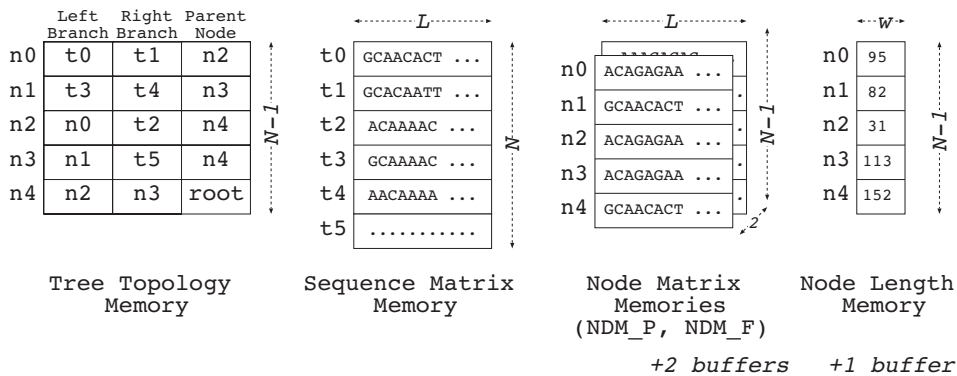 Left Right Parent
Branch Branch Node
n0 t0 t1 n2
n1 t3 t4 n3
n2 n0 t2 n4
n3 n1 t5 n4
n4 n2 n3 root
N-1
Tree Topology
Memory
L
t0 GCAACACT ...
t1 GCACAATT ...
t2 ACAAAAC ...
t3 GCAAAAC ...
t4 AACAAAA ...
t5 ...........
N
Sequence Matrix
Memory
L
n0 ACAGAGAA ...
n1 GCAACACT ...
n2 ACAGAGAA ...
n3 ACAGAGAA ...
n4 GCAACACT ...
N-1
2
Node Matrix
Memories
(NDM_P, NDM_F)
+2 buffers
w
n0 95
n1 82
n2 31
n3 113
n4 152
N-1
Node Length
Memory
+1 buffer